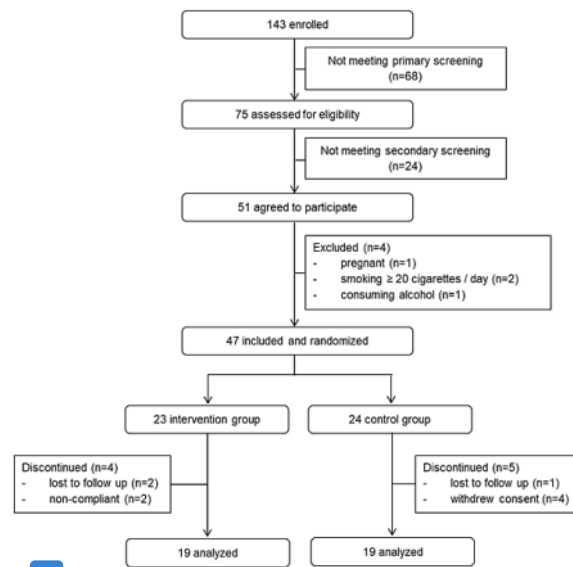 143 enrolled
Not meeting primary screening
(n=68)
75 assessed for eligibility
Not meeting secondary screening
(n=24)
51 agreed to participate
Excluded (n=4)
- pregnant (n=1)
- smoking ≥ 20 cigarettes / day (n=2)
- consuming alcohol (n=1)
47 included and randomized
23 intervention group
24 control group
Discontinued (n=4)
- lost to follow up (n=2)
- non-compliant (n=2)
Discontinued (n=5)
- lost to follow up (n=1)
- withdrew consent (n=4)
19 analyzed
19 analyzed